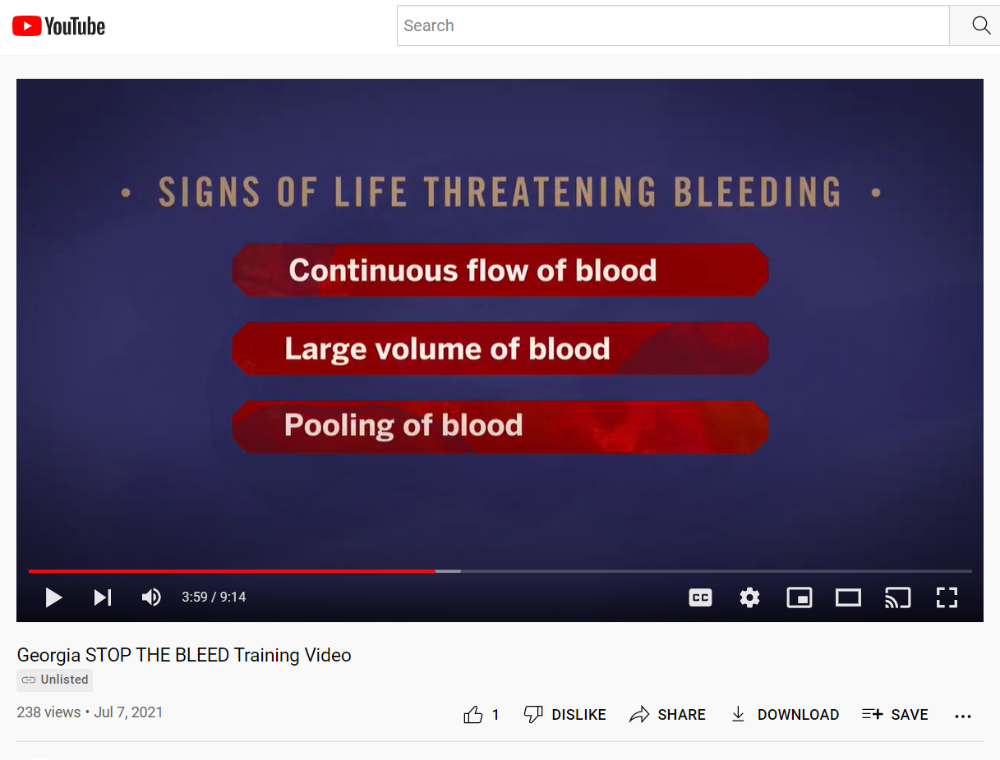 YouTube
Search
• SIGNS OF LIFE THREATENING BLEEDING •
Continuous flow of blood
Large volume of blood
Pooling of blood
3:59 / 9:14
CC
Georgia STOP THE BLEED Training Video
Unlisted
238 views • Jul 7, 2021
1 DISLIKE SHARE DOWNLOAD SAVE ...